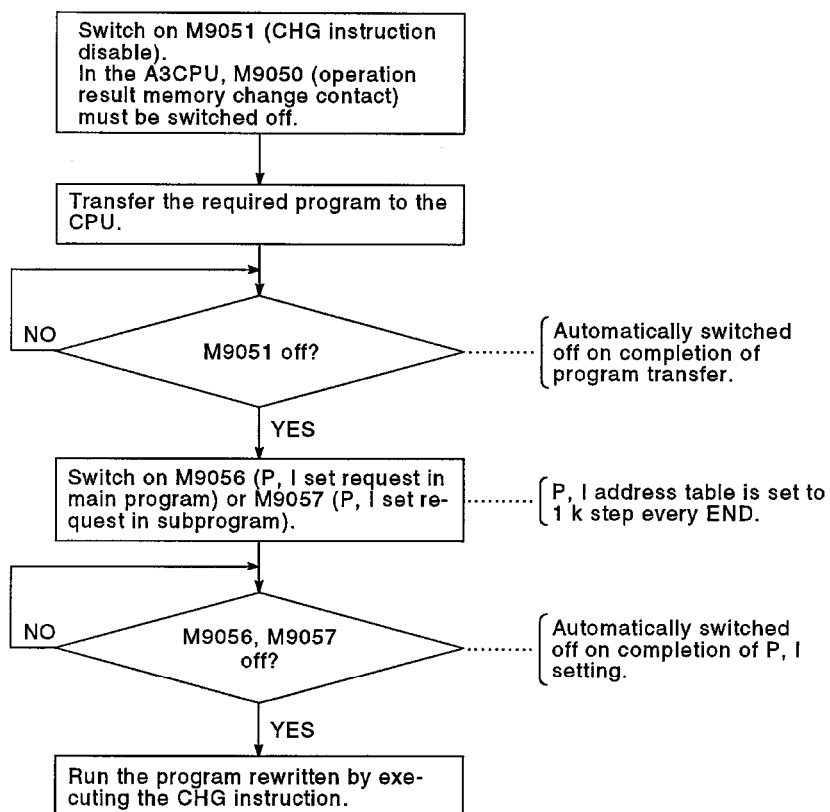 Switch on M9051 (CHG instruction
disable).
In the A3CPU, M9050 (operation
result memory change contact)
must be switched off.
Transfer the required program to the
CPU.
NO
M9051 off?
Automatically switched
off on completion of
program transfer.
YES
Switch on M9056 (P, I set request in
main program) or M9057 (P, I set re-
quest in subprogram).
P, I address table is set to
1 k step every END.
NO
M9056, M9057
off?
Automatically switched
off on completion of P, I
setting.
YES
Run the program rewritten by exe-
cuting the CHG instruction.